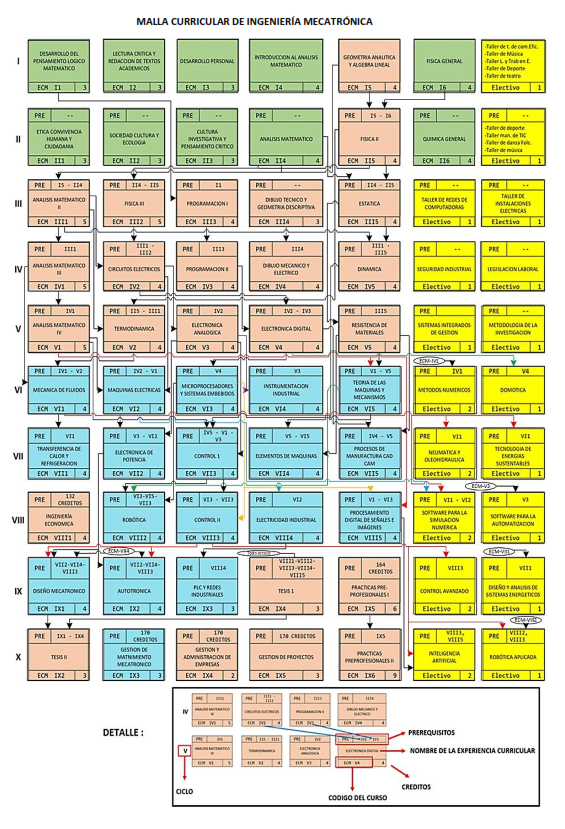 MALLA CURRICULAR DE INGENIERÍA MECATRÓNICA
I
DESARROLLO DEL
PENSAMIENTO LOGICO
MATEMATICO
ECM I1 3
LECTURA CRITICA Y
REDACCION DE TEXTOS
ACADEMICOS
ECM I2 3
DESARROLLO PERSONAL
ECM I3 3
INTRODUCCION AL ANALISIS
MATEMATICO
ECM I4 4
GEOMETRIA ANALITICA
Y ALGEBRA LINEAL
ECM I5 4
FISICA GENERAL
ECM I6 4
-Taller de t. de com.Efic.
-Taller de Música
-Taller L. y Trab en E.
-Taller de Deporte
-Taller de teatro
Electivo 1
II
PRE --
ETICA CONVIVENCIA
HUMANA Y
CIUDADANIA
ECM II1 3
PRE --
SOCIEDAD CULTURA Y
ECOLOGIA
ECM II2 3
PRE --
CULTURA
INVESTIGATIVA Y
PENSAMIENTO CRITICO
ECM II3 3
PRE --
ANALISIS MATEMATICO
ECM II4 4
PRE I5 - I6
FISICA II
ECM II5 4
PRE --
QUIMICA GENERAL
ECM II6 4
PRE --
-Taller de deporte
-Taller man. de TIC
-Taller de danza Folc.
-Taller de música
Electivo 1
III
PRE I5 - II4
ANALISIS MATEMATICO
II
ECM III1 5
PRE II4 - II5
FISICA III
ECM III2 5
PRE I1
PROGRAMACION I
ECM III3 4
PRE --
DIBUJO TECNICO Y
GEOMETRIA DESCRIPTIVA
ECM III4 3
PRE II4 - II5
ESTATICA
ECM III5 4
PRE --
TALLER DE REDES DE
COMPUTADORAS
Electivo 1
PRE --
TALLER DE
INSTALACIONES
ELECTRICAS
Electivo 1
IV
PRE III1
ANALISIS MATEMATICO
III
ECM IV1 5
PRE III1 -
III2
CIRCUITOS ELECTRICOS
ECM IV2 4
PRE III3
PROGRAMACION II
ECM IV3 4
PRE III4
DIBUJO MECANICO Y
ELECTRICO
ECM IV4 4
PRE III1 -
III5
DINAMICA
ECM IV5 4
PRE --
SEGURIDAD INDUSTRIAL
Electivo 1
PRE --
LEGISLACION LABORAL
Electivo 1
V
PRE IV1
ANALISIS MATEMATICO
IV
ECM V1 5
PRE II5 - III1
TERMODINAMICA
ECM V2 4
PRE IV2
ELECTRONICA
ANALOGICA
ECM V3 4
PRE IV2 - IV3
ELECTRONICA DIGITAL
ECM V4 4
PRE III5
RESISTENCIA DE
MATERIALES
ECM V5 4
PRE --
SISTEMAS INTEGRADOS
DE GESTION
Electivo 1
PRE --
METODOLOGIA DE LA
INVESTIGACION
Electivo 1
ECM-IV1
VI
PRE IV1 - V2
MECANICA DE FLUIDOS
ECM VI1 4
PRE IV2 - V1
MAQUINAS ELECTRICAS
ECM VI2 4
PRE V4
MICROPROCESADORES
Y SISTEMAS EMBEBIDOS
ECM VI3 4
PRE V3
INSTRUMENTACION
INDUSTRIAL
ECM VI4 4
PRE V1 - V5
TEORIA DE LAS
MAQUINAS Y
MECANISMOS
ECM VI5 4
PRE IV1
METODOS NUMERICOS
Electivo 2
PRE V4
DOMOTICA
Electivo 1
VII
PRE VI1
TRANSFERENCIA DE
CALOR Y
REFRIGERACION
ECM VII1 4
PRE V3 - VI2
ELECTRONICA DE
POTENCIA
ECM VII2 4
PRE IV5 - V1 -
V3
CONTROL 1
ECM VII3 4
PRE V5 - VI5
ELEMENTOS DE MAQUINAS
ECM VII4 4
PRE IV4 - V5
PROCESOS DE
MANUFACTURA CAD
CAM
ECM VII5 4
PRE VI1
NEUMATICA Y
OLEOHIDRAULICA
Electivo 2
PRE VI1
TECNOLOGIA DE
ENERGIAS
SUSTENTABLES
Electivo 1
ECM-V3
VIII
PRE 132
CREDITOS
INGENIERÍA
ECONOMICA
ECM VIII1 4
PRE VI3-VI5-
VII3
ROBÓTICA
ECM VIII2 4
PRE VI3 - VII3
CONTROL II
ECM VIII3 4
PRE VI2
ELECTRICIDAD INDUSTRIAL
ECM VIII4 4
PRE V1 - VI3
PROCESAMIENTO
DIGITAL DE SEÑALES E
IMÁGENES
ECM VIII5 4
PRE VI1 - VI2
SOFTWARE PARA LA
SIMULACION
NUMERICA
Electivo 2
PRE V3
SOFTWARE PARA LA
AUTOMATIZACION
Electivo 1
IX
PRE VII2-VII4-
VIII3
DISEÑO MECATRONICO
ECM IX1 4
PRE VII2-VII4-
VIII3
AUTOTRONICA
ECM IX2 4
PRE VIII4
PLC Y REDES
INDUSTRIALES
ECM IX3 3
PRE VIII1-VIII2-
VIII3-VIII4-
VIII5
TESIS 1
ECM IX4 3
PRE 164
CREDITOS
PRACTICAS PRE-
PROFESIONALES I
ECM IX5 6
PRE VIII3
CONTROL AVANZADO
Electivo 2
PRE VII1
DISEÑO Y ANALISIS DE
SISTEMAS ENERGETICOS
Electivo 1
X
PRE IX1 - IX4
TESIS II
ECM IX2 3
PRE 170
CREDITOS
GESTION DE
MATNIMIENTO
MECATRONICO
ECM IX3 3
PRE 170
CREDITOS
GESTION Y
ADMINISTRACION DE
EMPRESAS
ECM IX4 2
PRE 170 CREDITOS
GESTION DE PROYECTOS
ECM IX5 3
PRE IX5
PRACTICAS
PREPROFESIONALES II
ECM IX6 9
PRE VIII3,
VIII5
INTELIGENCIA
ARTIFICIAL
Electivo 2
PRE VIII2,
VIII3
ROBÓTICA APLICADA
Electivo 1
DETALLE :
IV
PRE III1
ANALISIS MATEMATICO
III
ECM IV1 5
PRE III1 -
III2
CIRCUITOS ELECTRICOS
ECM IV2 4
PRE III3
PROGRAMACION II
ECM IV3 4
PRE III4
DIBUJO MECANICO Y
ELECTRICO
ECM IV4 4
V
PRE IV1
ANALISIS MATEMATICO
IV
ECM V1 5
PRE II5 - III1
TERMODINAMICA
ECM V2 4
PRE IV2
ELECTRONICA
ANALOGICA
ECM V3 4
PRE IV2 IV3
ELECTRONICA DIGITAL
ECM V4 4
PREREQUISITOS
NOMBRE DE LA EXPERIENCIA CURRICULAR
CREDITOS
CODIGO DEL CURSO
CICLO